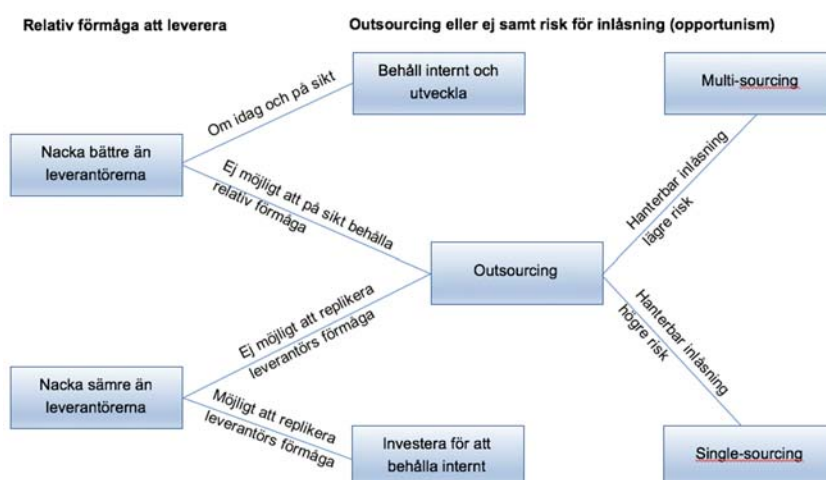 Relativ förmåga att leverera
Outsourcing eller ej samt risk för inlåsning (opportunism)
Nacka bättre än
leverantörerna
Om idag och på sikt
Behåll internt och
utveckla
Ej möjligt att på sikt behålla
relativ förmåga
Outsourcing
Nacka sämre än
leverantörerna
Ej möjligt att replikera
leverantörs förmåga
Möjligt att replikera
leverantörs förmåga
Investera för att
behålla internt
Hanterbar inlåsning
lägre risk
Multi-sourcing
Hanterbar inlåsning
högre risk
Single-sourcing